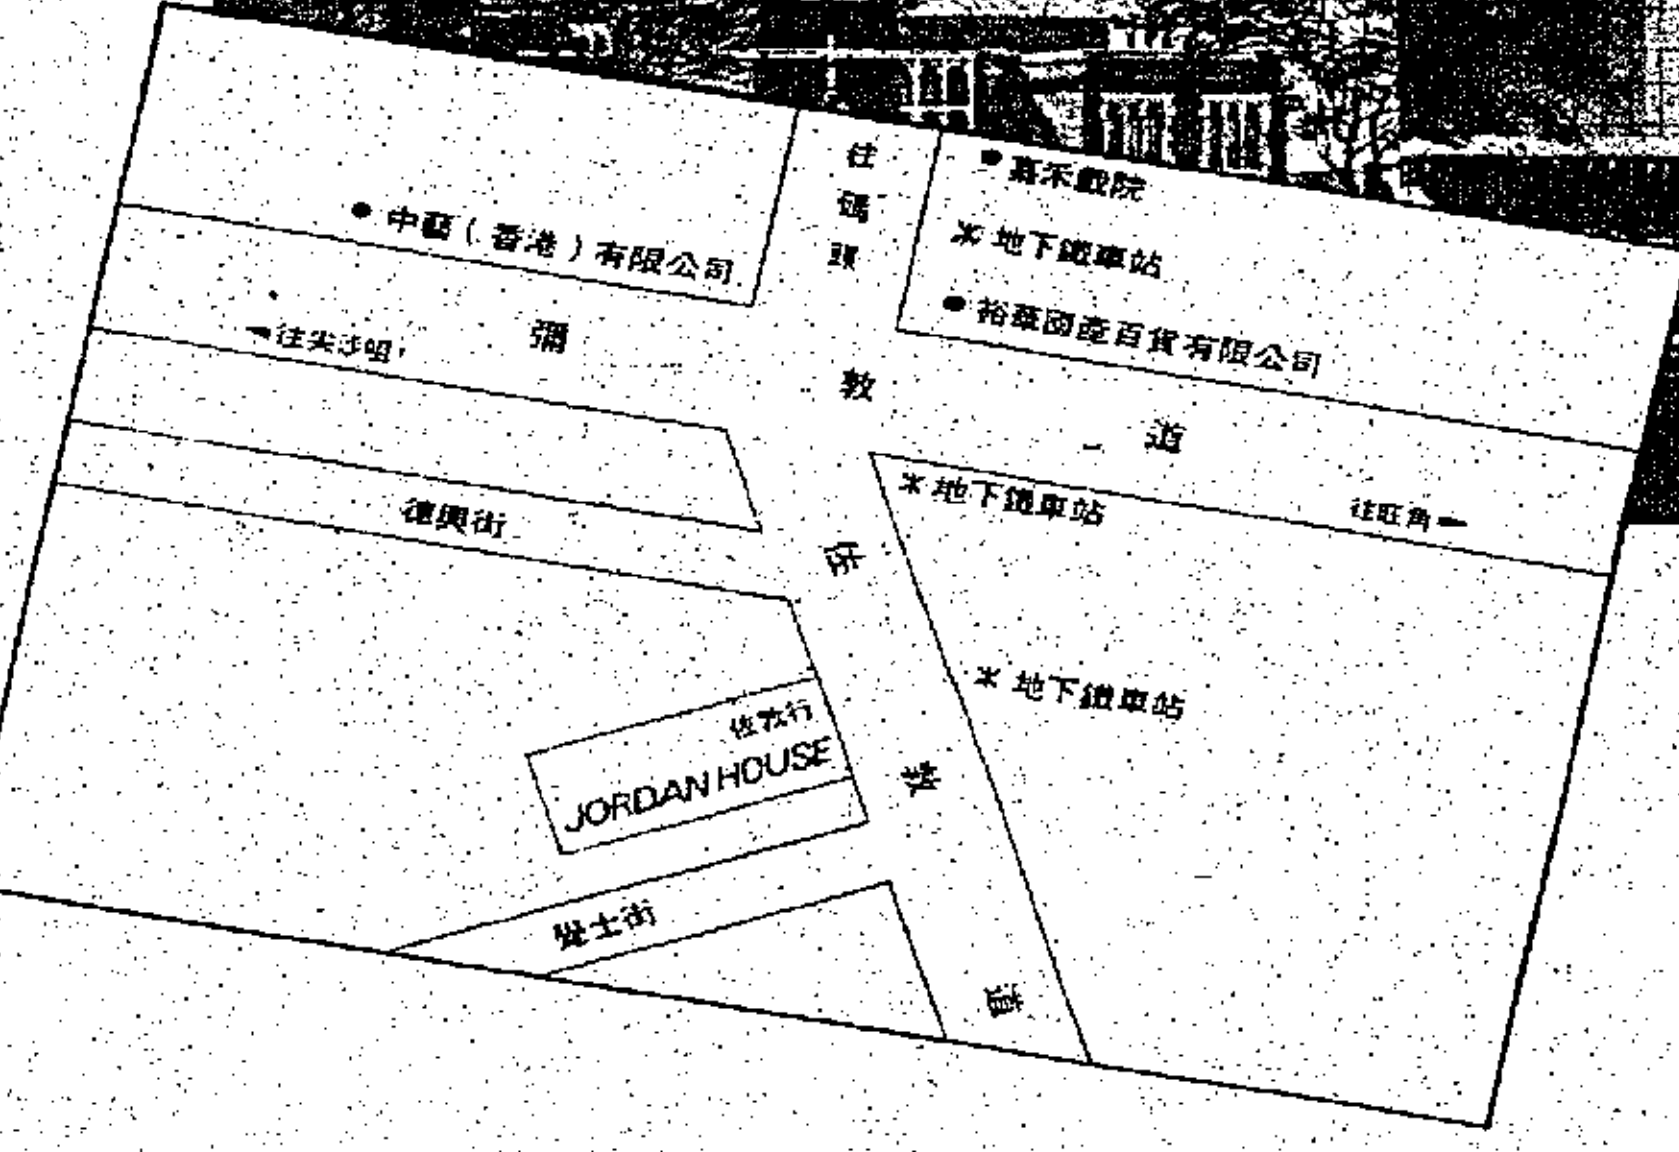 往碼頭
嘉禾戲院
地下鐵車站
中藝（香港）有限公司
裕華國產百貨有限公司
往尖沙咀
彌敦道
地下鐵車站
往旺角
德興街
佐敦道
地下鐵車站
佐敦行
JORDAN HOUSE
覺士街